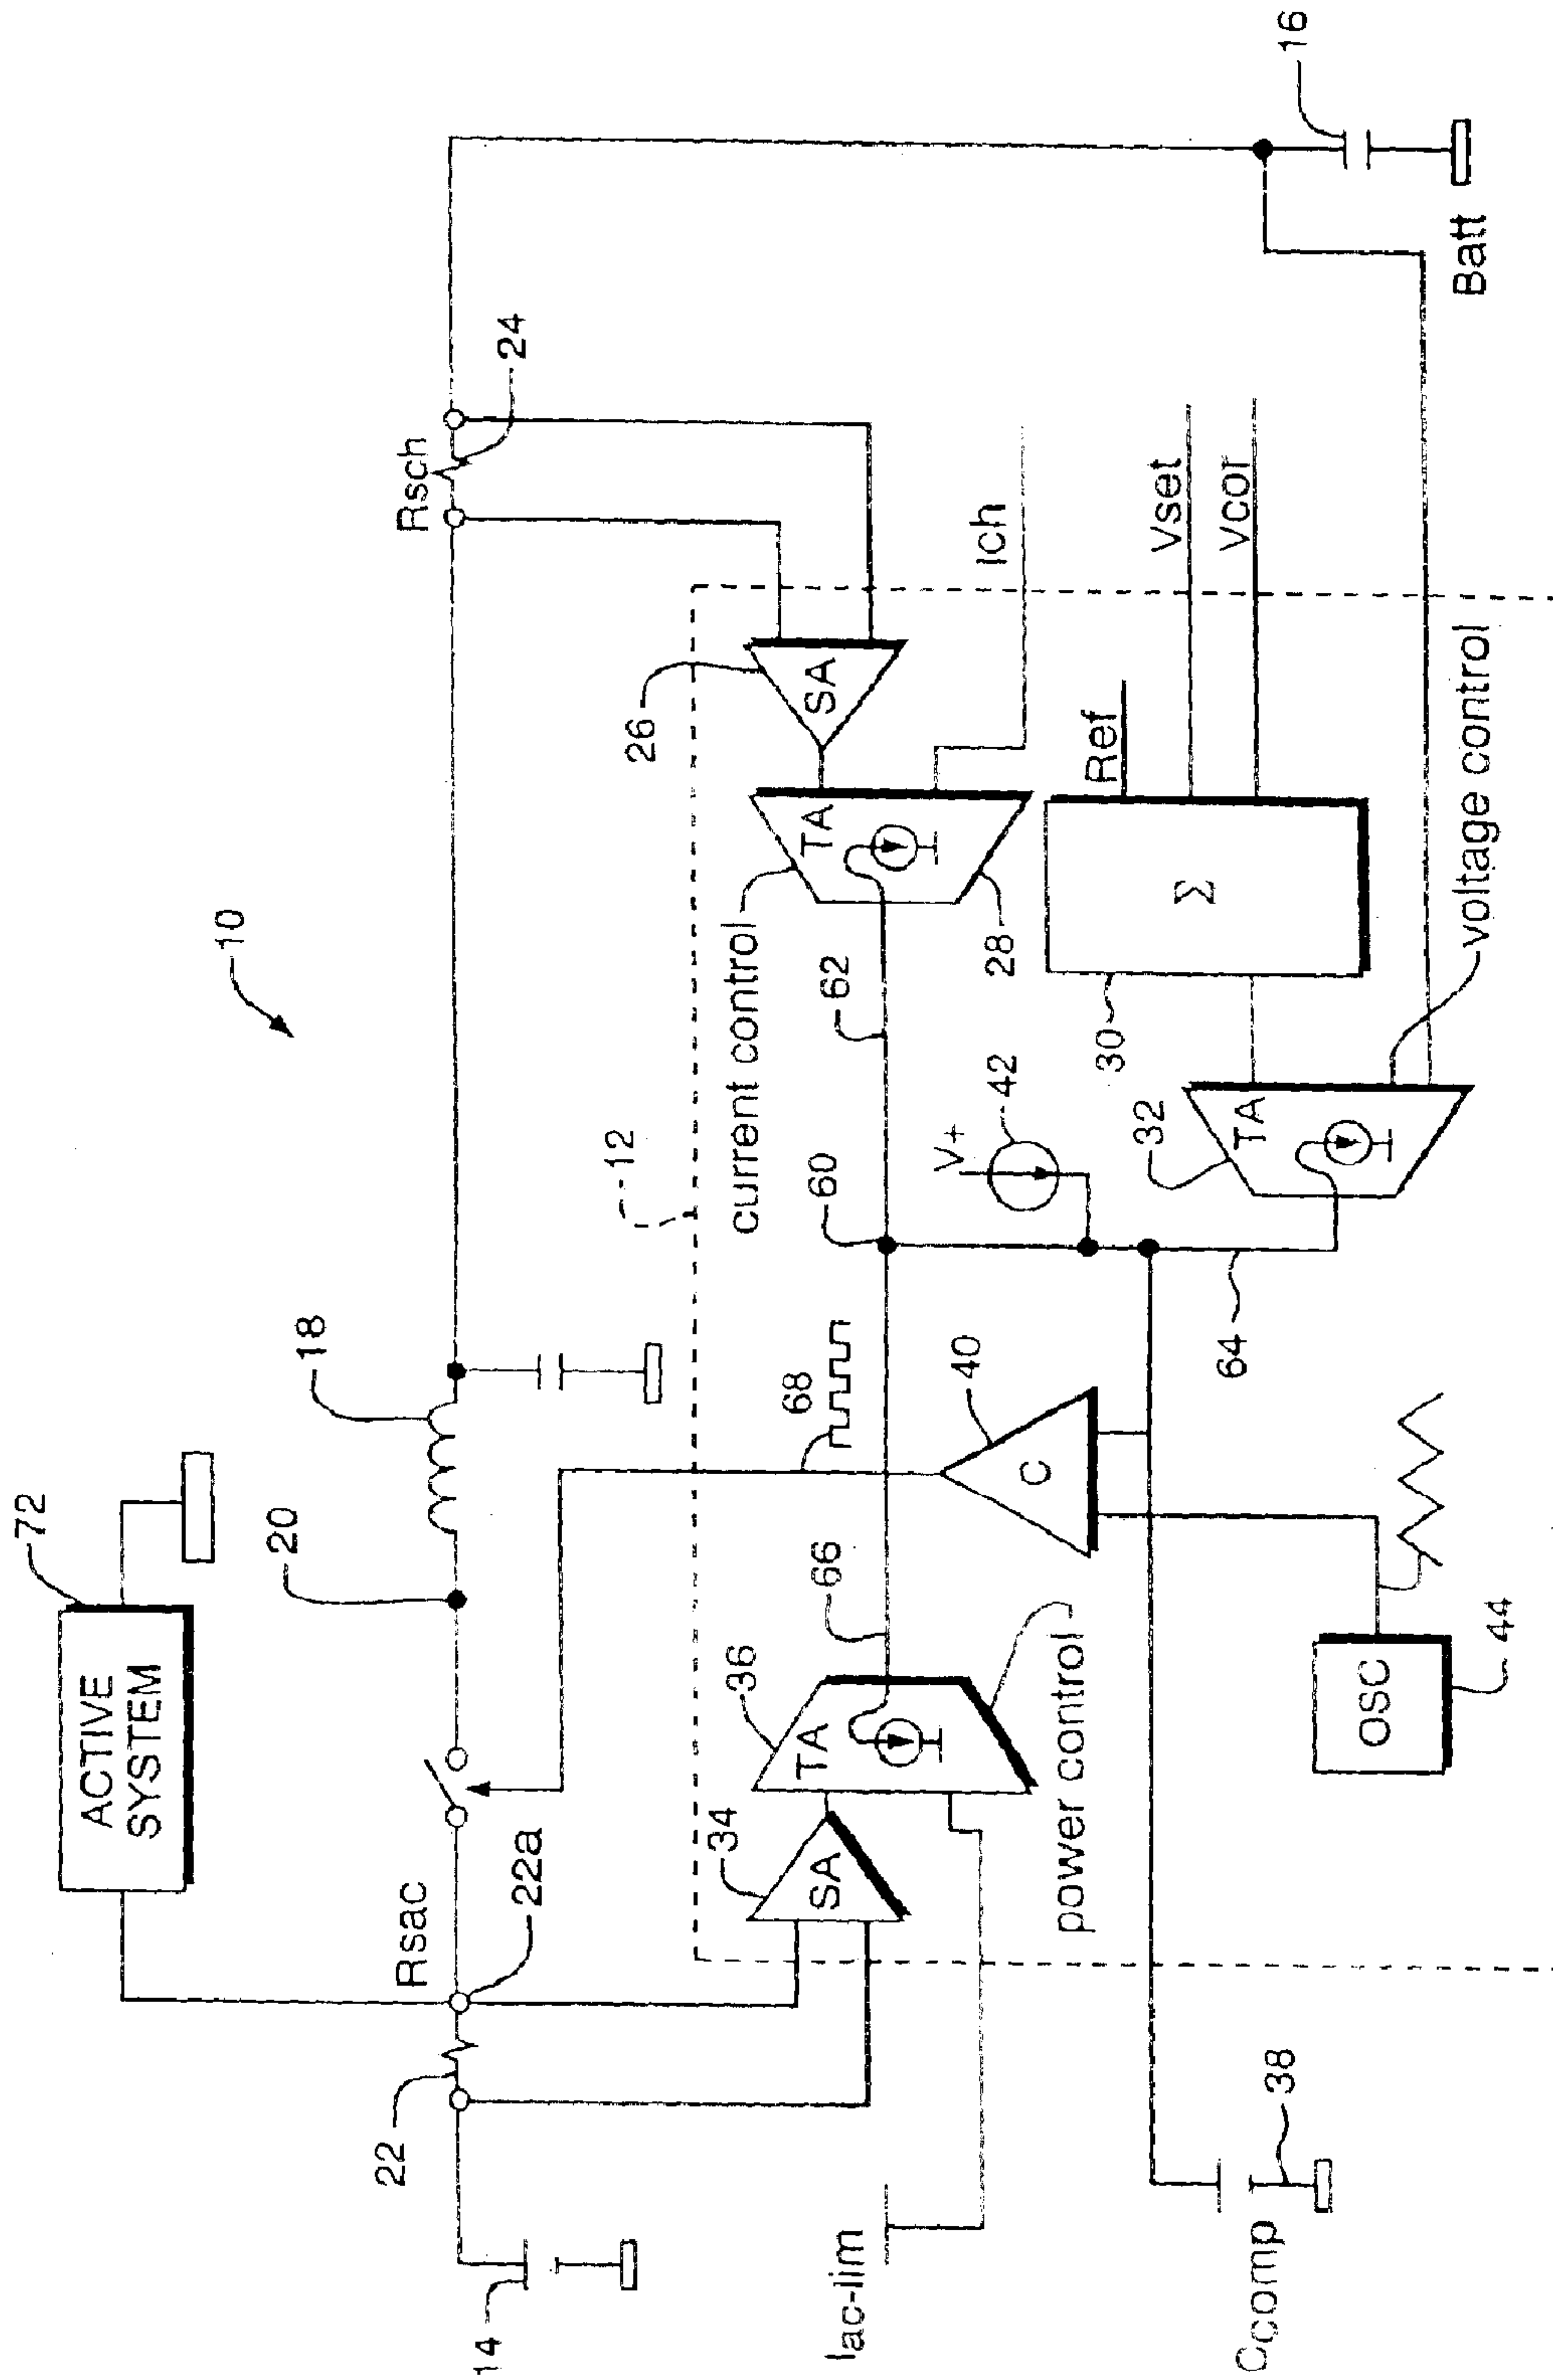 10
72
ACTIVE
SYSTEM
20
18
Rsch
24
Rsac
22
22a
14
12
16
Batt
26
SA
current control
TA
28
62
Ich
60
68
66
36
TA
34
SA
power control
Iac-lim
V+
42
40
C
Ref
Vset
Vcor
Σ
30
32
TA
voltage control
64
OSC
44
Ccomp
38